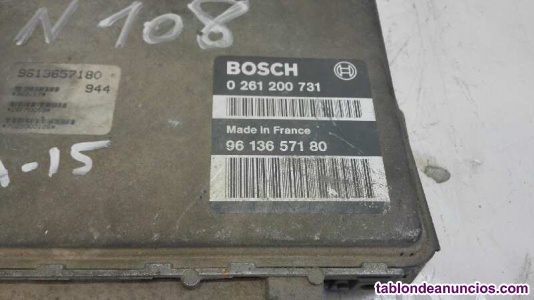 N 108
9613657180
944
A-15
BOSCH
0 261 200 731
Made in France
96 136 571 80
tablondeanuncios.com